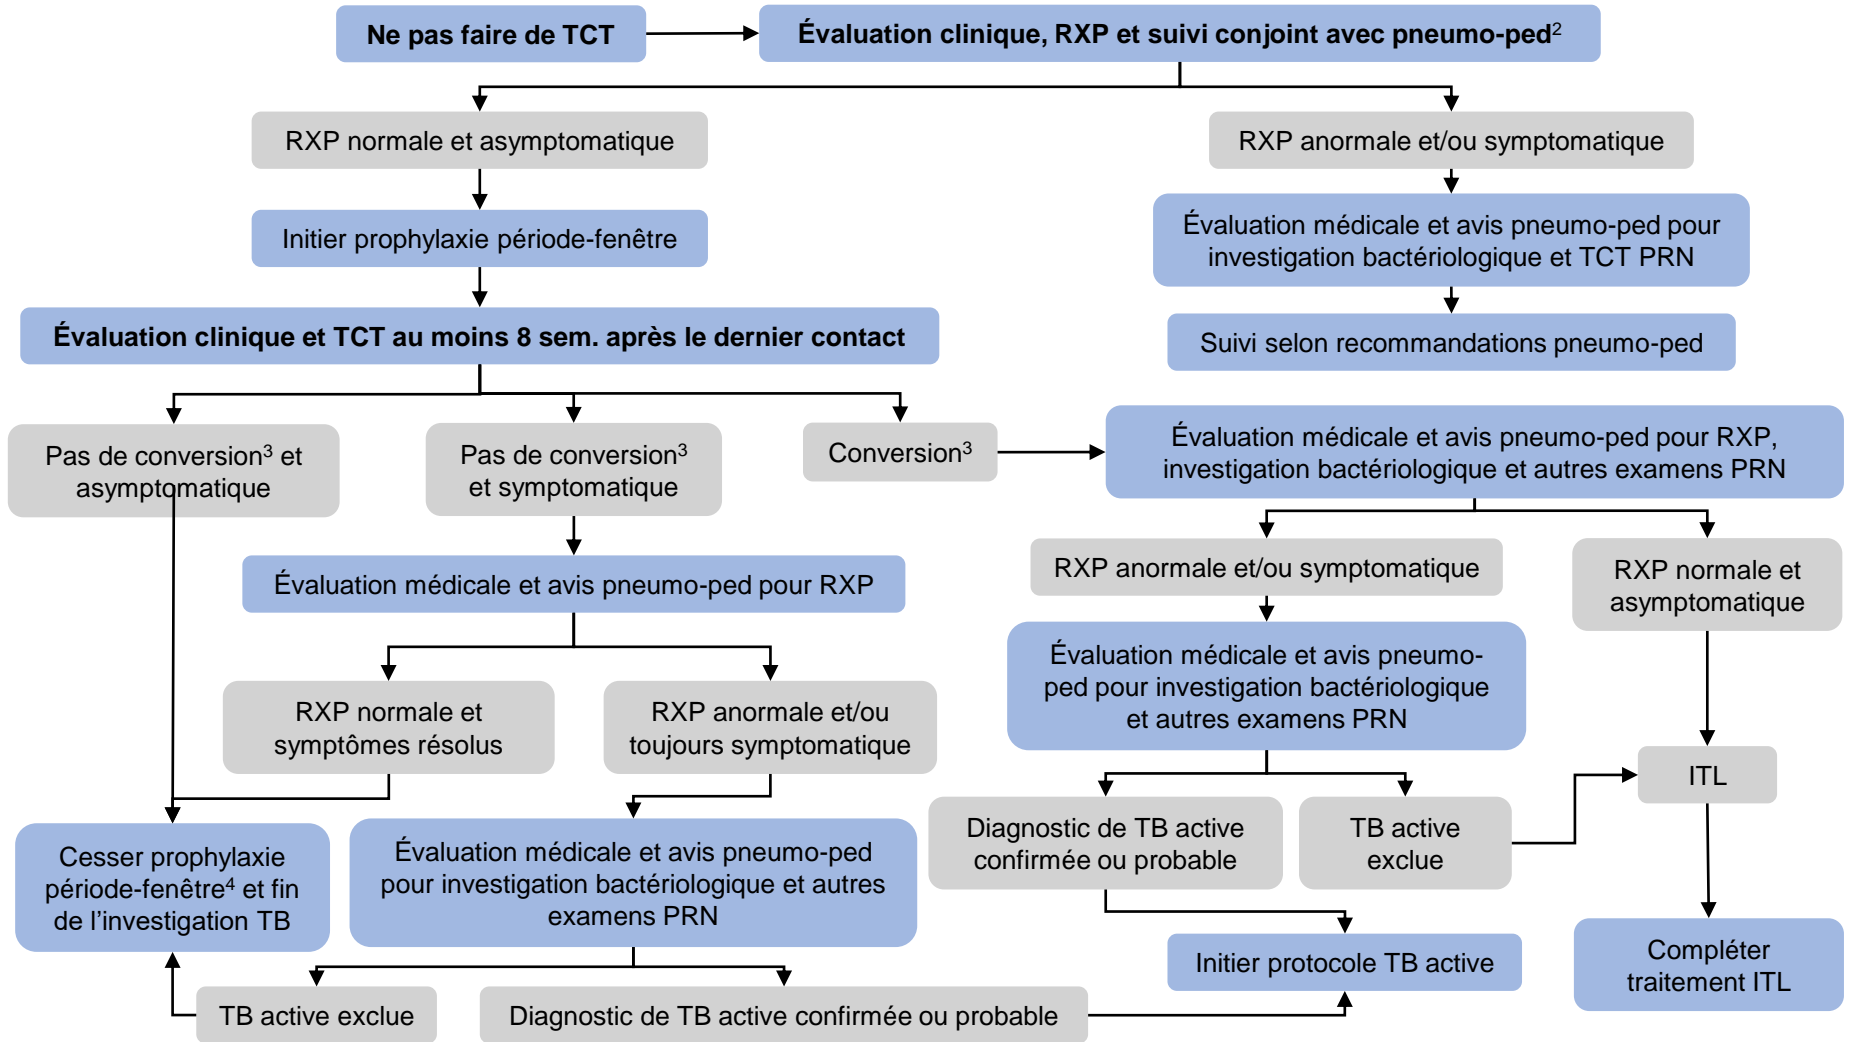 Ne pas faire de TCT
Évaluation clinique, RXP et suivi conjoint avec pneumo-ped²
RXP normale et asymptomatique
RXP anormale et/ou symptomatique
Initier prophylaxie période-fenêtre
Évaluation médicale et avis pneumo-ped pour
investigation bactériologique et TCT PRN
Évaluation clinique et TCT au moins 8 sem. après le dernier contact
Suivi selon recommandations pneumo-ped
Pas de conversion³ et
asymptomatique
Pas de conversion³
et symptomatique
Conversion³
Évaluation médicale et avis pneumo-ped pour RXP,
investigation bactériologique et autres examens PRN
Évaluation médicale et avis pneumo-ped pour RXP
RXP anormale et/ou symptomatique
RXP normale et
asymptomatique
RXP normale et
symptômes résolus
RXP anormale et/ou
toujours symptomatique
Évaluation médicale et avis pneumo-
ped pour investigation bactériologique
et autres examens PRN
ITL
Cesser prophylaxie
période-fenêtre⁴ et fin
de l’investigation TB
Évaluation médicale et avis pneumo-ped
pour investigation bactériologique et autres
examens PRN
Diagnostic de TB active
confirmée ou probable
TB active
exclue
Initier protocole TB active
Compléter
traitement ITL
TB active exclue
Diagnostic de TB active confirmée ou probable